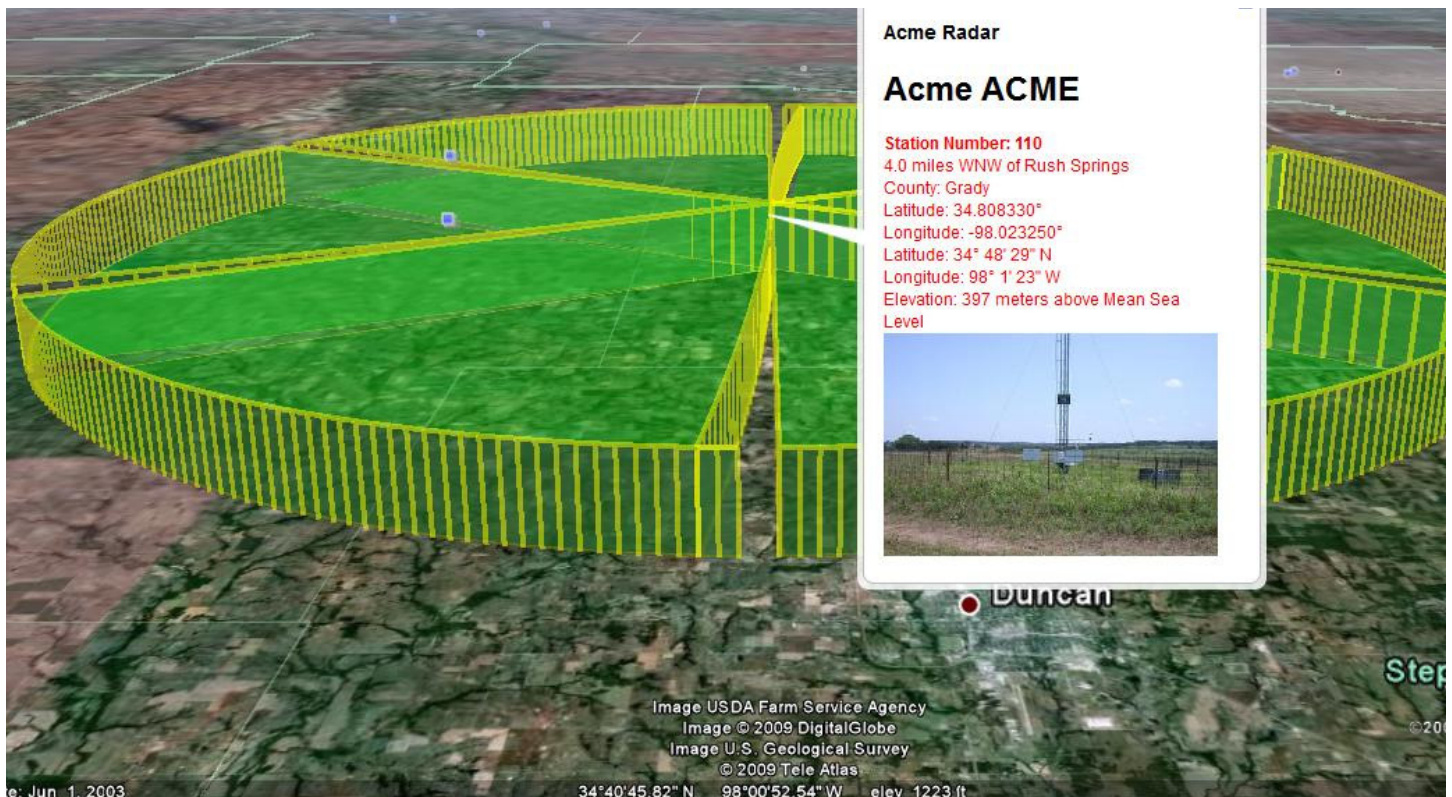 Acme Radar
Acme ACME
Station Number: 110
4.0 miles WNW of Rush Springs
County: Grady
Latitude: 34.808330°
Longitude: -98.023250°
Latitude: 34° 48' 29" N
Longitude: 98° 1' 23" W
Elevation: 397 meters above Mean Sea
Level
Duncan
Step
Image USDA Farm Service Agency
Image © 2009 DigitalGlobe
©200
Image U.S. Geological Survey
© 2009 Tele Atlas
e: Jun 1, 2003 34°40'45.82" N 98°00'52.54" W elev 1223 ft